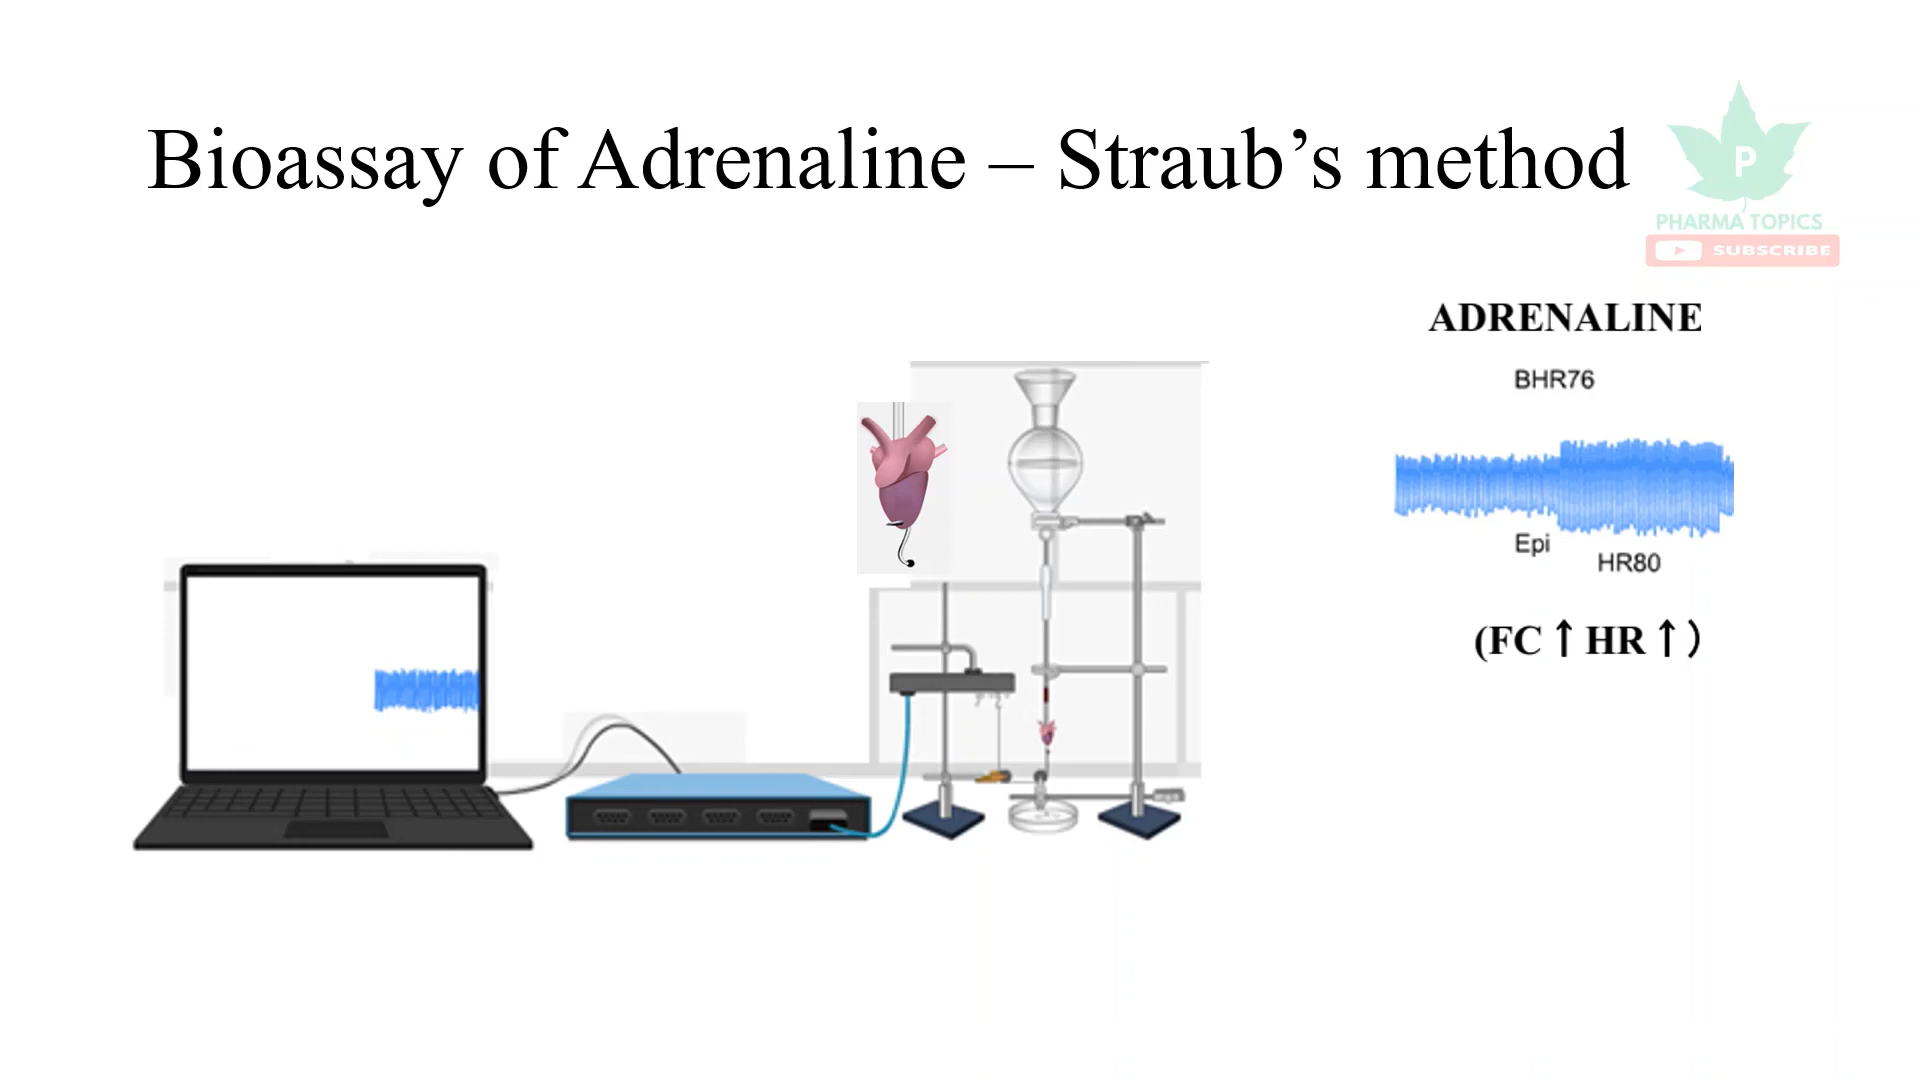 Bioassay of Adrenaline – Straub’s method
P
PHARMA TOPICS
SUBSCRIBE
ADRENALINE
BHR76
Epi
HR80
(FC ↑ HR ↑)